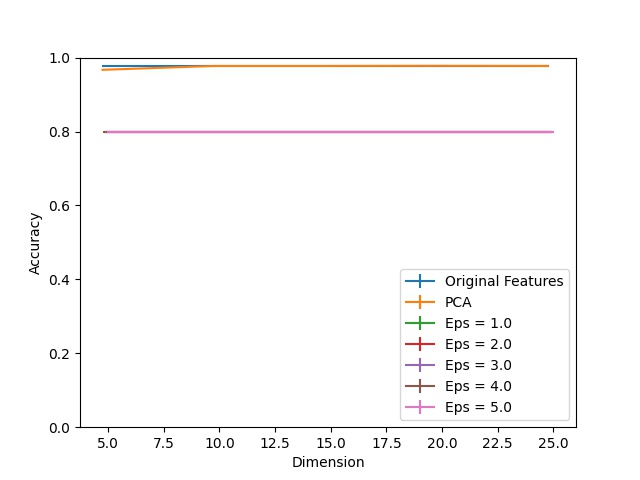 1.0
0.8
0.6
0.4
0.2
0.0
Accuracy
Original Features
PCA
Eps = 1.0
Eps = 2.0
Eps = 3.0
Eps = 4.0
Eps = 5.0
5.0 7.5 10.0 12.5 15.0 17.5 20.0 22.5 25.0
Dimension